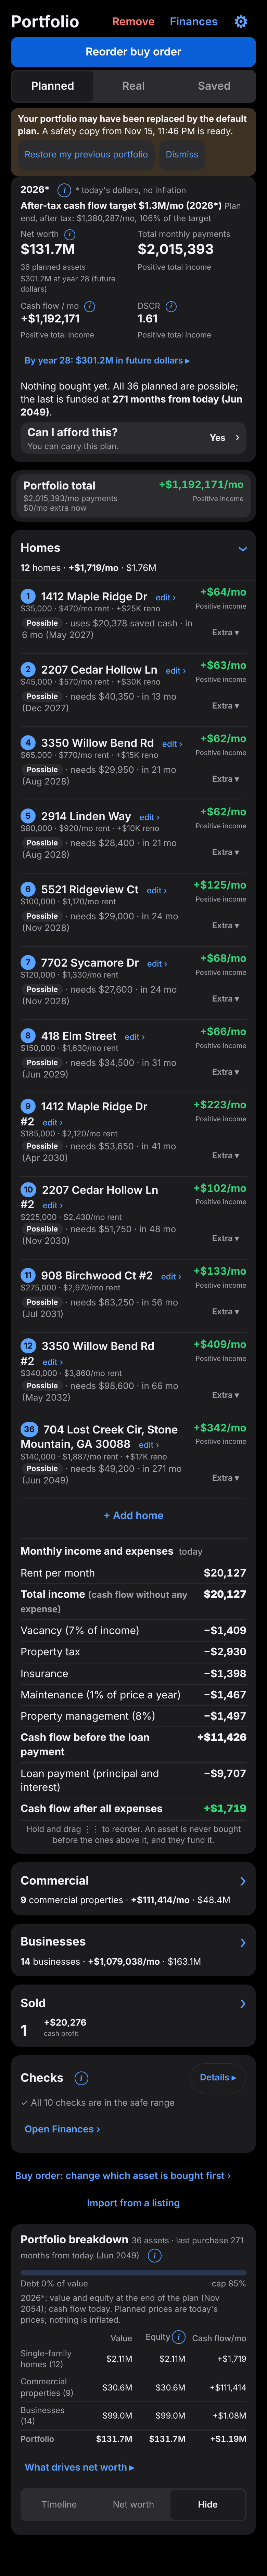 Portfolio Remove Finances
Reorder buy order
Planned Real Saved
Your portfolio may have been replaced by the default
plan. A safety copy from Nov 15, 11:46 PM is ready.
Restore my previous portfolio Dismiss
2026* i * today's dollars, no inflation
After-tax cash flow target $1.3M/mo (2026*) Plan
end, after tax: $1,380,287/mo, 106% of the target
Net worth i Total monthly payments
$131.7M $2,015,393
36 planned assets Positive total income
$301.2M at year 28 (future
dollars)
Cash flow / mo i DSCR i
+$1,192,171 1.61
Positive total income Positive total income
By year 28: $301.2M in future dollars ▸
Nothing bought yet. All 36 planned are possible;
the last is funded at 271 months from today (Jun
2049).
Can I afford this? Yes ›
You can carry this plan.
Portfolio total +$1,192,171/mo
$2,015,393/mo payments Positive income
$0/mo extra now
Homes
12 homes · +$1,719/mo · $1.76M
1 1412 Maple Ridge Dr edit › +$64/mo
$35,000 · $470/mo rent · +$25K reno Positive income
Possible · uses $20,378 saved cash · in
6 mo (May 2027) Extra ▾
2 2207 Cedar Hollow Ln edit › +$63/mo
$45,000 · $570/mo rent · +$30K reno Positive income
Possible · needs $40,350 · in 13 mo
(Dec 2027) Extra ▾
4 3350 Willow Bend Rd edit › +$62/mo
$65,000 · $770/mo rent · +$15K reno Positive income
Possible · needs $29,950 · in 21 mo
(Aug 2028) Extra ▾
5 2914 Linden Way edit › +$62/mo
$80,000 · $920/mo rent · +$10K reno Positive income
Possible · needs $28,400 · in 21 mo
(Aug 2028) Extra ▾
6 5521 Ridgeview Ct edit › +$125/mo
$100,000 · $1,170/mo rent Positive income
Possible · needs $29,000 · in 24 mo
(Nov 2028) Extra ▾
7 7702 Sycamore Dr edit › +$68/mo
$120,000 · $1,330/mo rent Positive income
Possible · needs $27,600 · in 24 mo
(Nov 2028) Extra ▾
8 418 Elm Street edit › +$66/mo
$150,000 · $1,630/mo rent Positive income
Possible · needs $34,500 · in 31 mo
(Jun 2029) Extra ▾
9 1412 Maple Ridge Dr +$223/mo
#2 edit › Positive income
$185,000 · $2,120/mo rent
Possible · needs $53,650 · in 41 mo
(Apr 2030) Extra ▾
10 2207 Cedar Hollow Ln +$102/mo
#2 edit › Positive income
$225,000 · $2,430/mo rent
Possible · needs $51,750 · in 48 mo
(Nov 2030) Extra ▾
11 908 Birchwood Ct #2 edit › +$133/mo
$275,000 · $2,970/mo rent Positive income
Possible · needs $63,250 · in 56 mo
(Jul 2031) Extra ▾
12 3350 Willow Bend Rd +$409/mo
#2 edit › Positive income
$340,000 · $3,860/mo rent
Possible · needs $98,600 · in 66 mo
(May 2032) Extra ▾
36 704 Lost Creek Cir, Stone +$342/mo
Mountain, GA 30088 edit › Positive income
$140,000 · $1,887/mo rent · +$17K reno
Possible · needs $49,200 · in 271 mo
(Jun 2049) Extra ▾
+ Add home
Monthly income and expenses today
Rent per month $20,127
Total income (cash flow without any $20,127
expense)
Vacancy (7% of income) −$1,409
Property tax −$2,930
Insurance −$1,398
Maintenance (1% of price a year) −$1,467
Property management (8%) −$1,497
Cash flow before the loan +$11,426
payment
Loan payment (principal and −$9,707
interest)
Cash flow after all expenses +$1,719
Hold and drag ⋮⋮ to reorder. An asset is never bought
before the ones above it, and they fund it.
Commercial ›
9 commercial properties · +$111,414/mo · $48.4M
Businesses ›
14 businesses · +$1,079,038/mo · $163.1M
Sold ›
1 +$20,276
cash profit
Checks i Details ▸
✓ All 10 checks are in the safe range
Open Finances ›
Buy order: change which asset is bought first ›
Import from a listing
Portfolio breakdown 36 assets · last purchase 271
months from today (Jun 2049) i
Debt 0% of value cap 85%
2026*: value and equity at the end of the plan (Nov
2054); cash flow today. Planned prices are today's
prices; nothing is inflated.
Value Equity i Cash flow/mo
Single-family
homes (12) $2.11M $2.11M +$1,719
Commercial
properties (9) $30.6M $30.6M +$111,414
Businesses
(14) $99.0M $99.0M +$1.08M
Portfolio $131.7M $131.7M +$1.19M
What drives net worth ▸
Timeline Net worth Hide